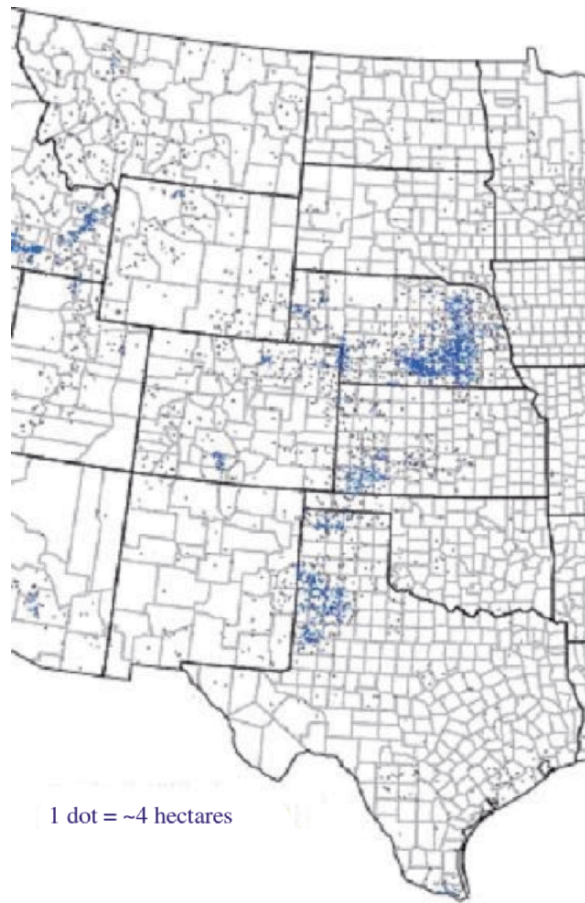 1 dot = ~4 hectares